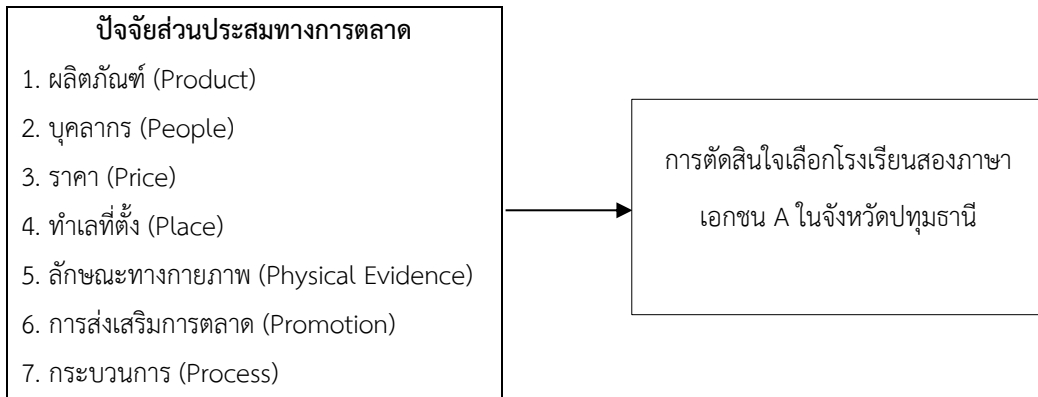 ปัจจัยส่วนประสมทางการตลาด
1. ผลิตภัณฑ์ (Product)
2. บุคลากร (People)
3. ราคา (Price)
4. ทำเลที่ตั้ง (Place)
5. ลักษณะทางกายภาพ (Physical Evidence)
6. การส่งเสริมการตลาด (Promotion)
7. กระบวนการ (Process)
การตัดสินใจเลือกโรงเรียนสองภาษา
เอกชน A ในจังหวัดปทุมธานี